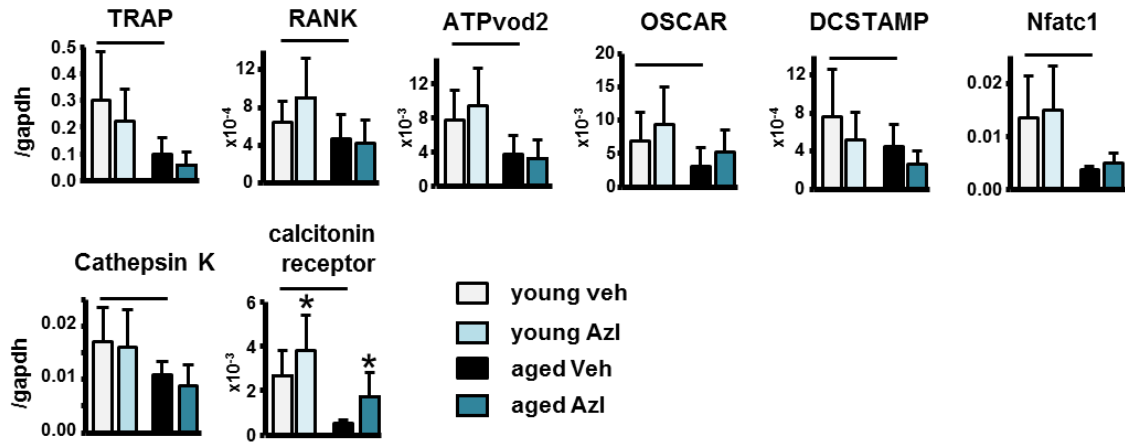 TRAP
RANK
ATPvod2
OSCAR
DCSTAMP
Nfatc1
/gapdh
0.5
0.4
0.3
0.2
0.1
0.0
x10-4
12
8
4
0
x10-3
12
8
4
0
x10-3
20
15
10
5
0
x10-4
12
8
4
0
0.02
0.01
0.00
Cathepsin K
calcitonin
receptor
/gapdh
0.02
0.01
0.00
x10-3
6
4
2
0
*
*
young veh
young Azl
aged Veh
aged Azl